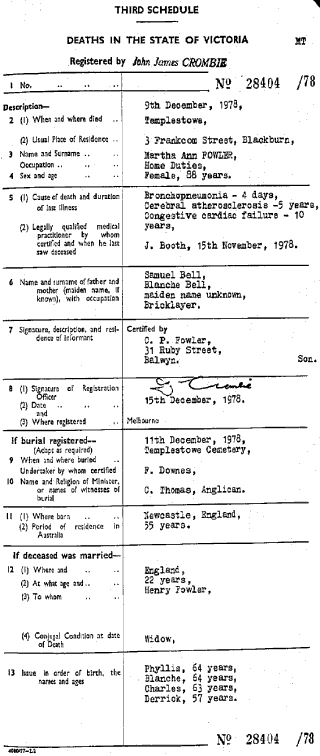 THIRD SCHEDULE
DEATHS IN THE STATE OF VICTORIA MT
Registered by John James CROMBIE
1 No. .. .. .. № 28404 /78
Description—
9th December, 1978,
2 (1) When and where died .. Templestowe,
(2) Usual Place of Residence .. 3 Frankcom Street, Blackburn,
3 Name and Surname .. .. Martha Ann FOWLER,
Occupation .. .. Home Duties,
4 Sex and age .. .. Female, 88 years.
5 (1) Cause of death and duration of last illness
Bronchopneumonia - 4 days,
Cerebral atherosclerosis -5 years,
Congestive cardiac failure - 10 years,
(2) Legally qualified medical practitioner by whom certified and when he last saw deceased
J. Booth, 15th November, 1978.
6 Name and surname of father and mother (maiden name, if known), with occupation
Samuel Bell,
Blanche Bell,
maiden name unknown,
Bricklayer.
7 Signature, description, and residence of informant
Certified by
C. P. Fowler,
31 Ruby Street,
Balwyn. Son.
8 (1) Signature of Registration Officer
Crombie
(2) Date .. .. .. 15th December, 1978.
and
(3) Where registered .. Melbourne
If burial registered—
(Adapt as required)
11th December, 1978,
Templestowe Cemetery,
9 When and where buried ..
Undertaker by whom certified F. Downes,
10 Name and Religion of Minister, or names of witnesses of burial
C. Thomas, Anglican.
11 (1) Where born .. .. Newcastle, England,
(2) Period of residence in Australia
55 years.
If deceased was married—
12 (1) Where and .. .. England,
(2) At what age and .. .. 22 years,
(3) To whom .. .. Henry Fowler,
(4) Conjugal Condition at date of Death
Widow,
13 Issue in order of birth, the names and ages
Phyllis, 64 years,
Blanche, 64 years,
Charles, 63 years,
Derrick, 57 years.
№ 28404 /78